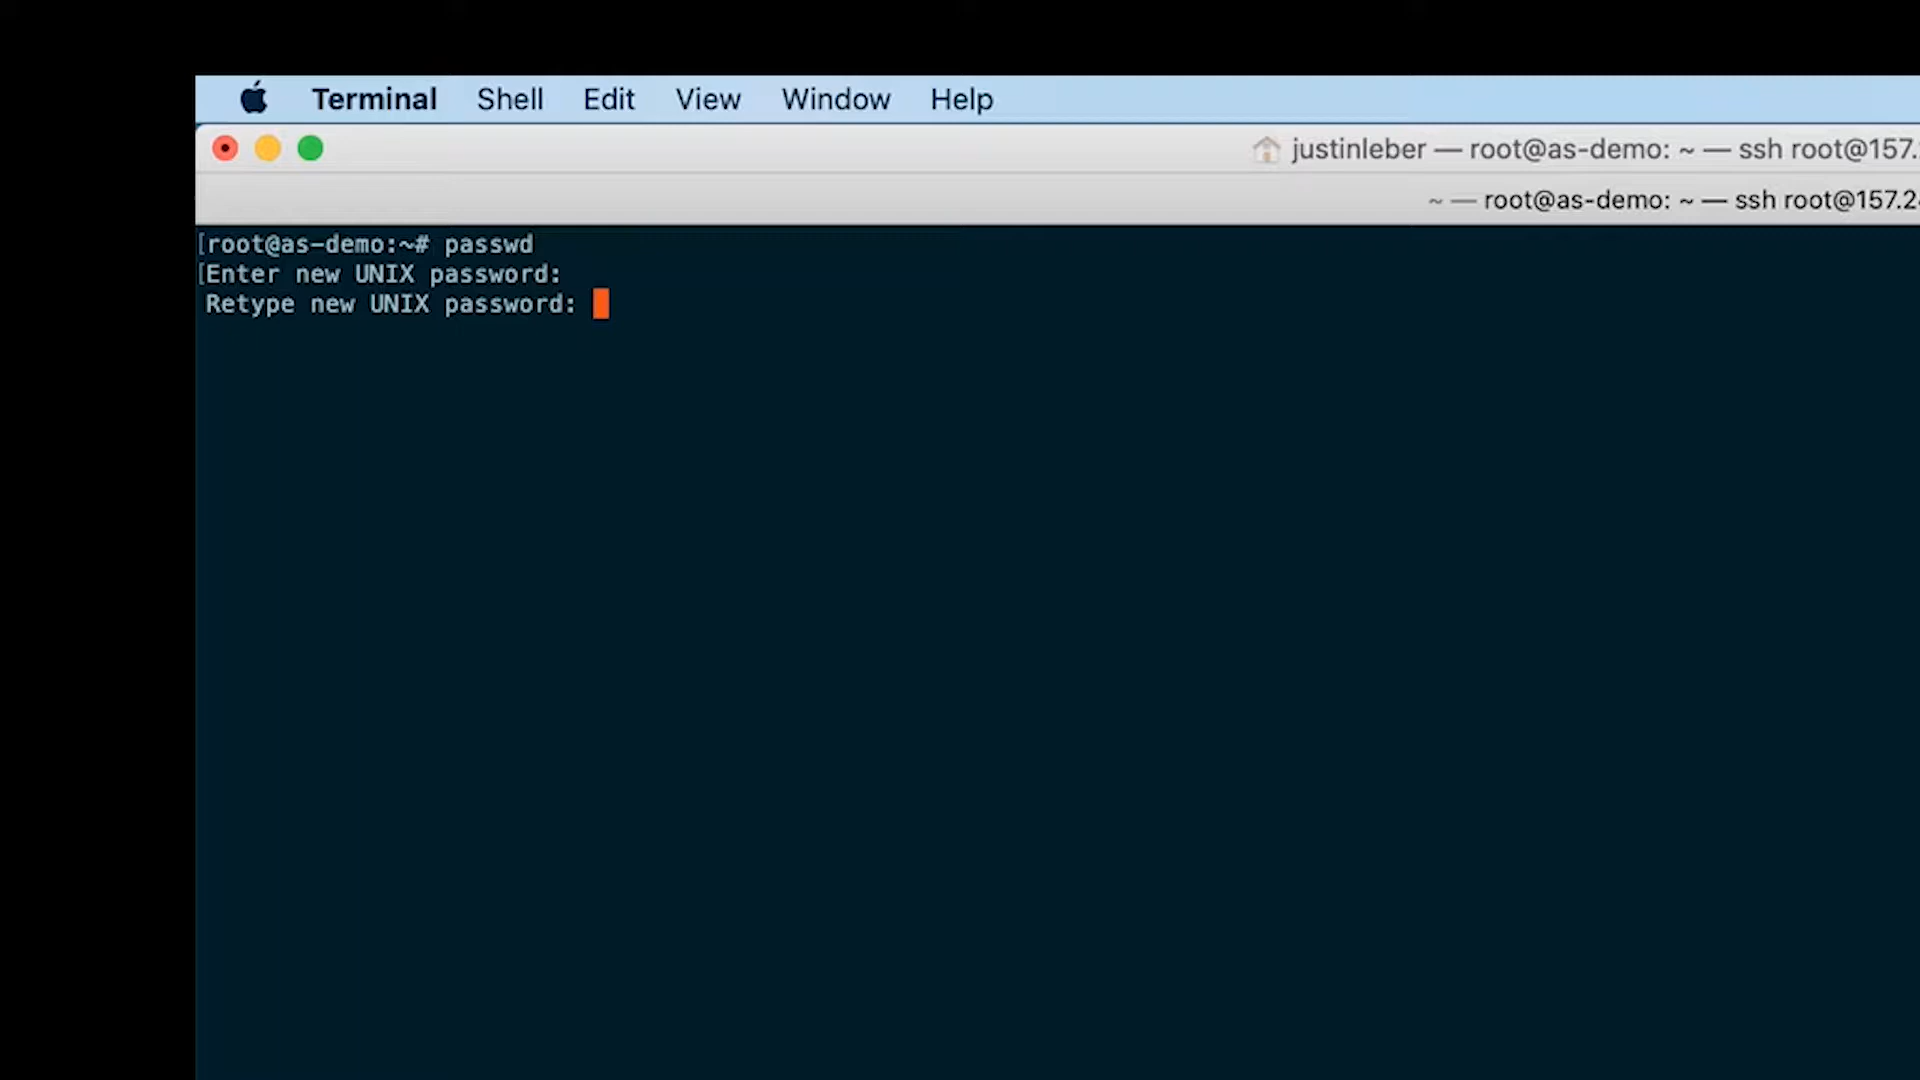 Terminal Shell Edit View Window Help
justinleber — root@as-demo: ~ — ssh root@157.
~ — root@as-demo: ~ — ssh root@157.2
[root@as-demo:~# passwd
[Enter new UNIX password:
Retype new UNIX password: